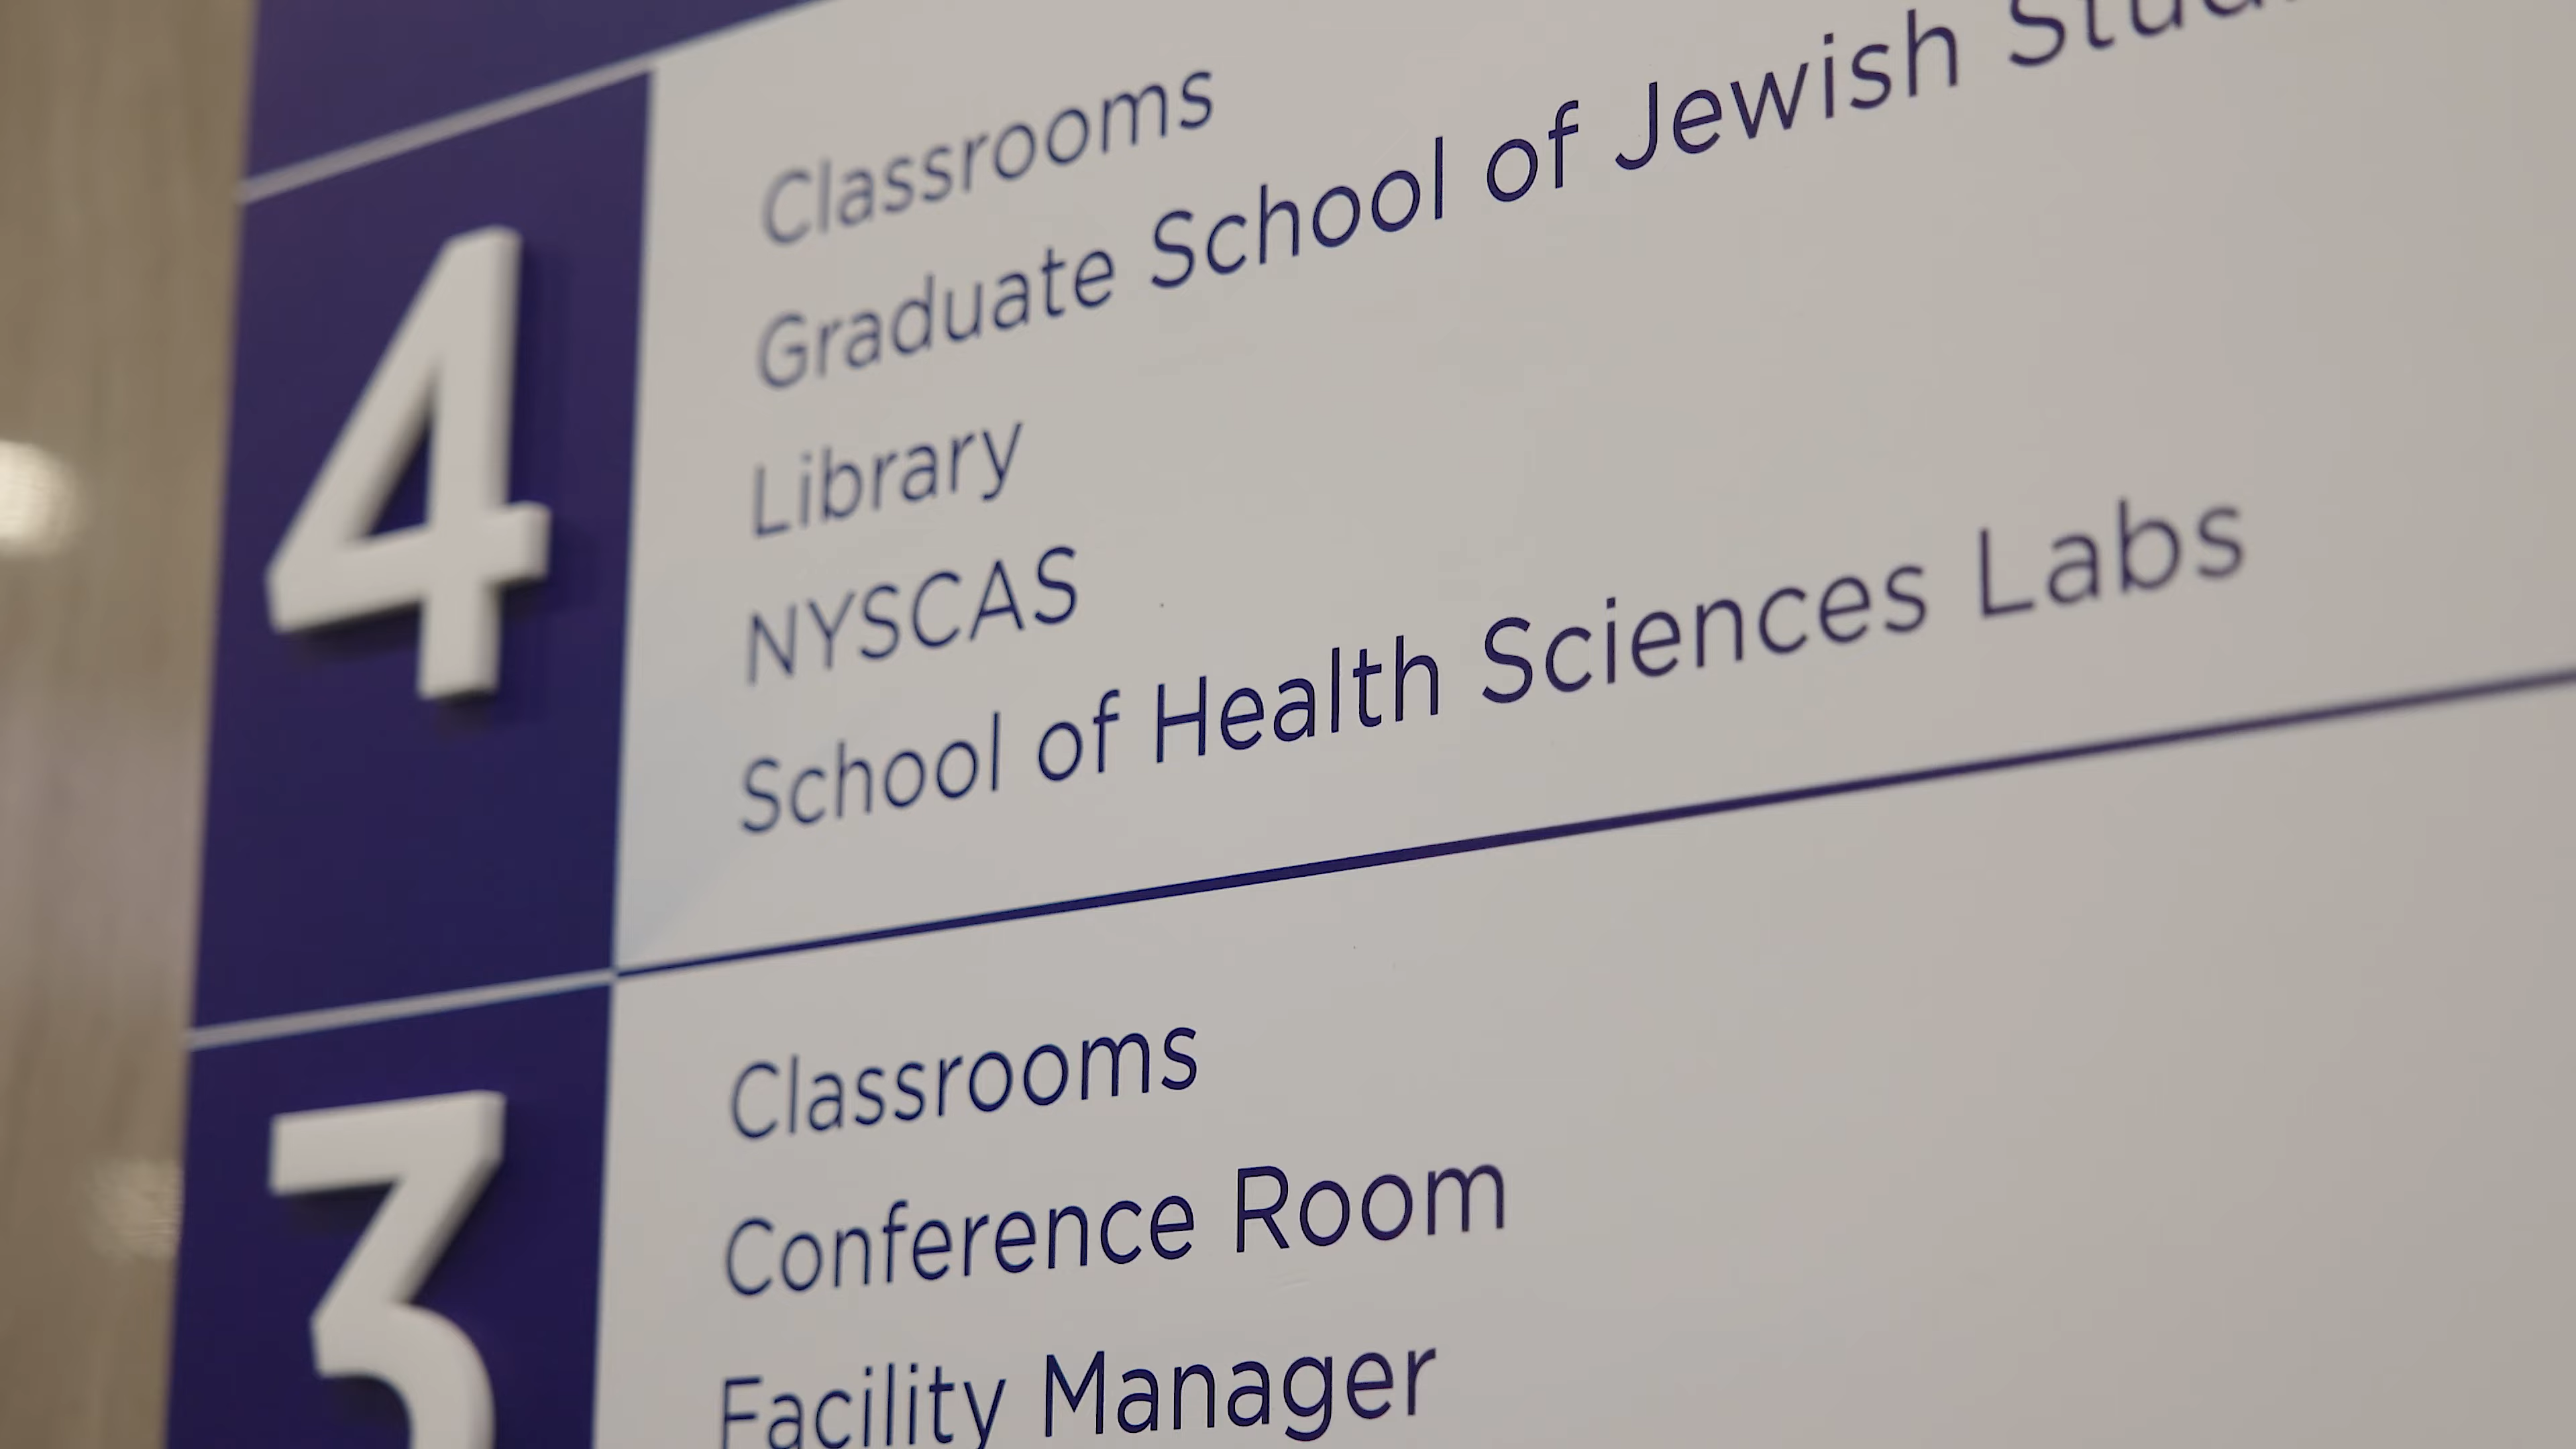 4
Classrooms
Graduate School of Jewish
Library
NYSCAS
School of Health Sciences Labs
3
Classrooms
Conference Room
Facility Manager